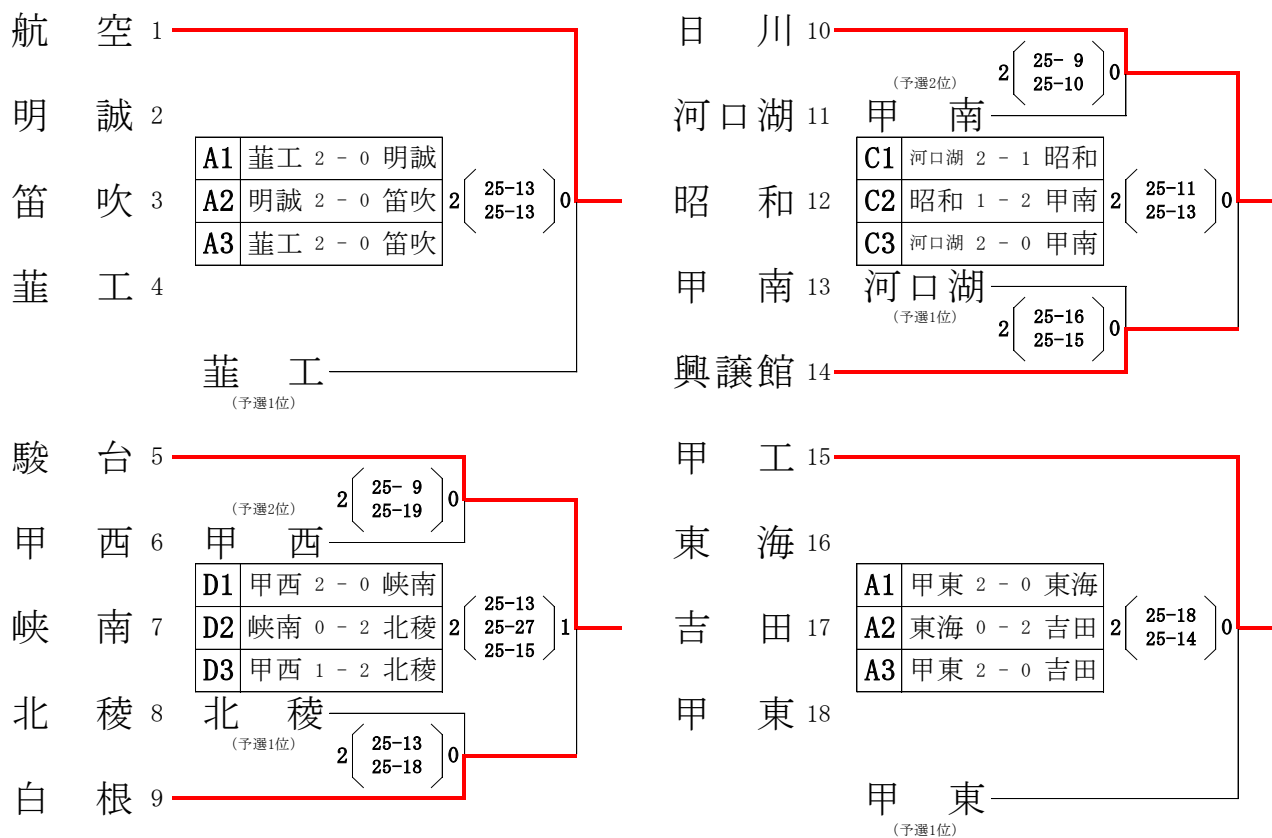 航空 1
明誠 2
A1 韮工 2 - 0 明誠
笛吹 3
A2 明誠 2 - 0 笛吹
2 25-13 0
25-13
A3 韮工 2 - 0 笛吹
韮工 4
韮工
(予選1位)
駿台 5
2 25- 9 0
25-19
(予選2位)
甲西 6 甲西
D1 甲西 2 - 0 峡南
峡南 7
D2 峡南 0 - 2 北稜
2 25-13 1
25-27
25-15
D3 甲西 1 - 2 北稜
北稜 8 北稜
(予選1位)
2 25-13 0
25-18
白根 9
日川 10
2 25- 9 0
25-10
(予選2位)
河口湖 11 甲南
C1 河口湖 2 - 1 昭和
昭和 12
C2 昭和 1 - 2 甲南
2 25-11 0
25-13
C3 河口湖 2 - 0 甲南
甲南 13 河口湖
(予選1位)
2 25-16 0
25-15
興譲館 14
甲工 15
東海 16
A1 甲東 2 - 0 東海
吉田 17
A2 東海 0 - 2 吉田
2 25-18 0
25-14
A3 甲東 2 - 0 吉田
甲東 18
甲東
(予選1位)